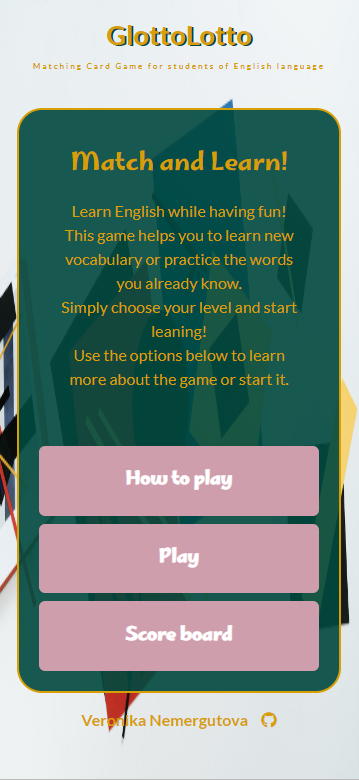 GlottoLotto
Matching Card Game for students of English language
Match and Learn!
Learn English while having fun!
This game helps you to learn new
vocabulary or practice the words
you already know.
Simply choose your level and start
leaning!
Use the options below to learn
more about the game or start it.
How to play
Play
Score board
Veronika Nemergutova